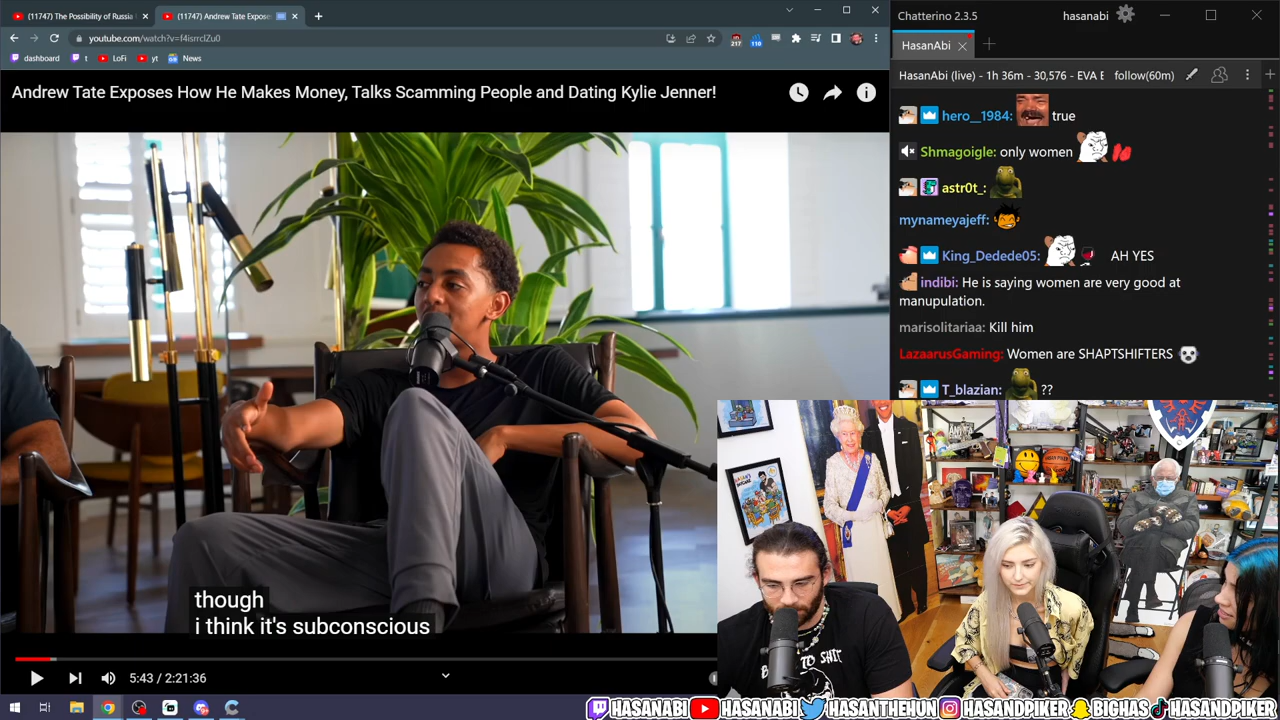 (11747) The Possibility of Russia
(11747) Andrew Tate Expose
youtube.com/watch?v=f4isrrclZu0
217
110
dashboard
t
LoFi
yt
News
Andrew Tate Exposes How He Makes Money, Talks Scamming People and Dating Kylie Jenner!
though
i think it's subconscious
5:43 / 2:21:36
Chatterino 2.3.5
hasanabi
HasanAbi
HasanAbi (live) - 1h 36m - 30,576 - EVA E
follow(60m)
hero__1984: true
Shmagoigle: only women
astr0t_:
mynameyajeff:
King_Dedede05: AH YES
indibi: He is saying women are very good at
manupulation.
marisolitariaa: Kill him
LazaarusGaming: Women are SHAPTSHIFTERS
T_blazian: ??
HASANABI HASANABI HASANTHEHUN HASANDPIKER BIGHAS HASANDPIKER